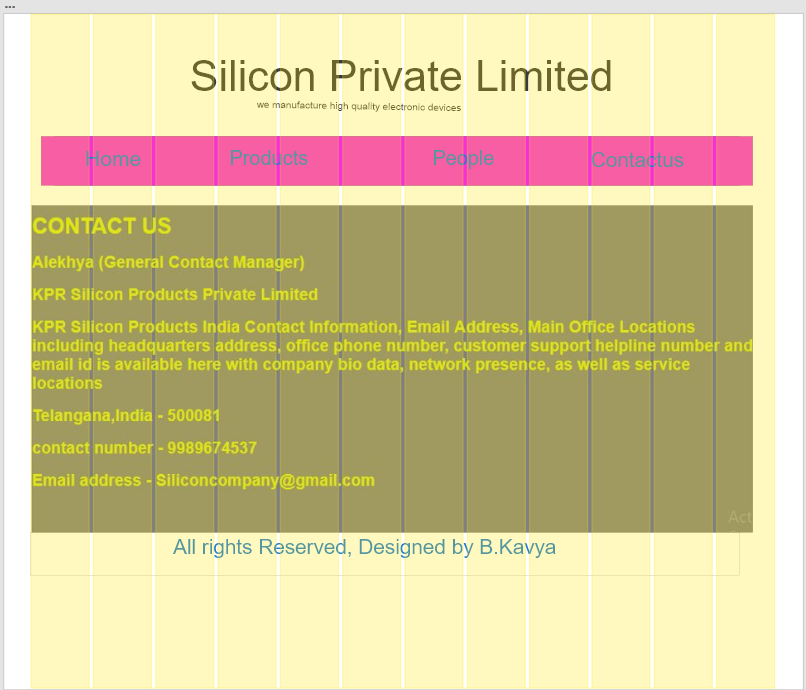 Silicon Private Limited
we manufacture high quality electronic devices
Home Products People Contactus
CONTACT US
Alekhya (General Contact Manager)
KPR Silicon Products Private Limited
KPR Silicon Products India Contact Information, Email Address, Main Office Locations
including headquarters address, office phone number, customer support helpline number and
email id is available here with company bio data, network presence, as well as service
locations
Telangana,India - 500081
contact number - 9989674537
Email address - Siliconcompany@gmail.com
Act
All rights Reserved, Designed by B.Kavya